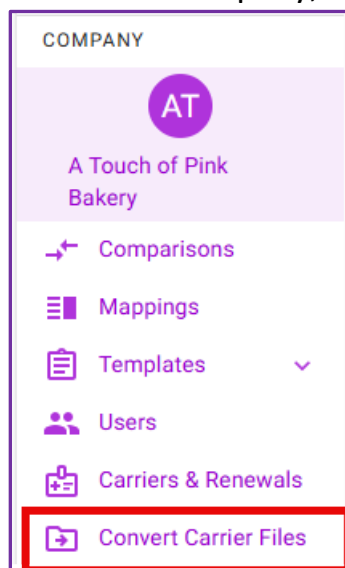 COMPANY
AT
A Touch of Pink
Bakery
Comparisons
Mappings
Templates
Users
Carriers & Renewals
Convert Carrier Files